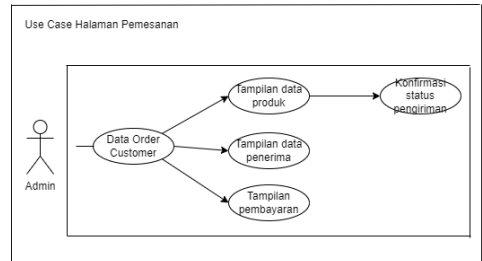 Use Case Halaman Pemesanan
Tampilan data
produk
Konfirmasi
status
pengiriman
Data Order
Customer
Tampilan data
penerima
Admin
Tampilan
pembayaran